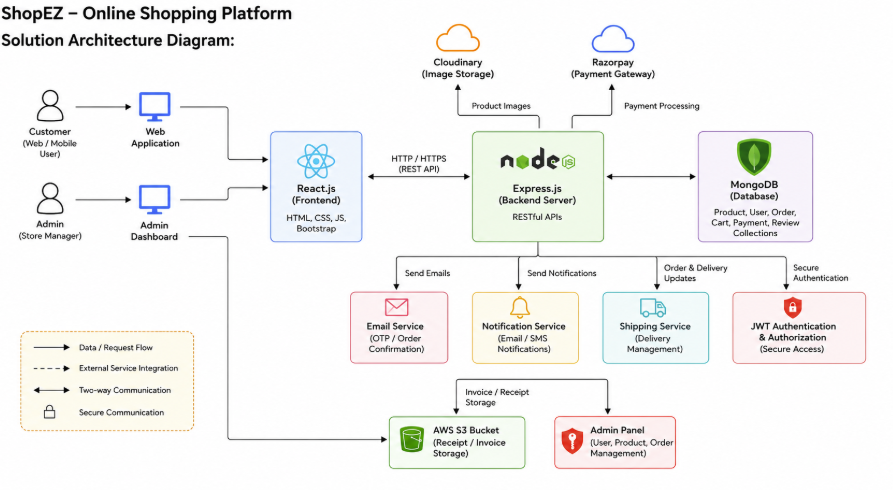 ShopEZ – Online Shopping Platform
Solution Architecture Diagram:
Cloudinary
(Image Storage)
Razorpay
(Payment Gateway)
Product Images
Payment Processing
Customer
(Web / Mobile
User)
Web
Application
React.js
(Frontend)
HTML, CSS, JS,
Bootstrap
HTTP / HTTPS
(REST API)
node JS
Express.js
(Backend Server)
RESTful APIs
MongoDB
(Database)
Product, User, Order,
Cart, Payment, Review
Collections
Admin
(Store Manager)
Admin
Dashboard
Send Emails
Send Notifications
Order & Delivery
Updates
Secure
Authentication
Email Service
(OTP / Order
Confirmation)
Notification Service
(Email / SMS
Notifications)
Shipping Service
(Delivery
Management)
JWT Authentication
& Authorization
(Secure Access)
Data / Request Flow
External Service Integration
Two-way Communication
Secure Communication
Invoice / Receipt
Storage
AWS S3 Bucket
(Receipt / Invoice
Storage)
Admin Panel
(User, Product, Order
Management)